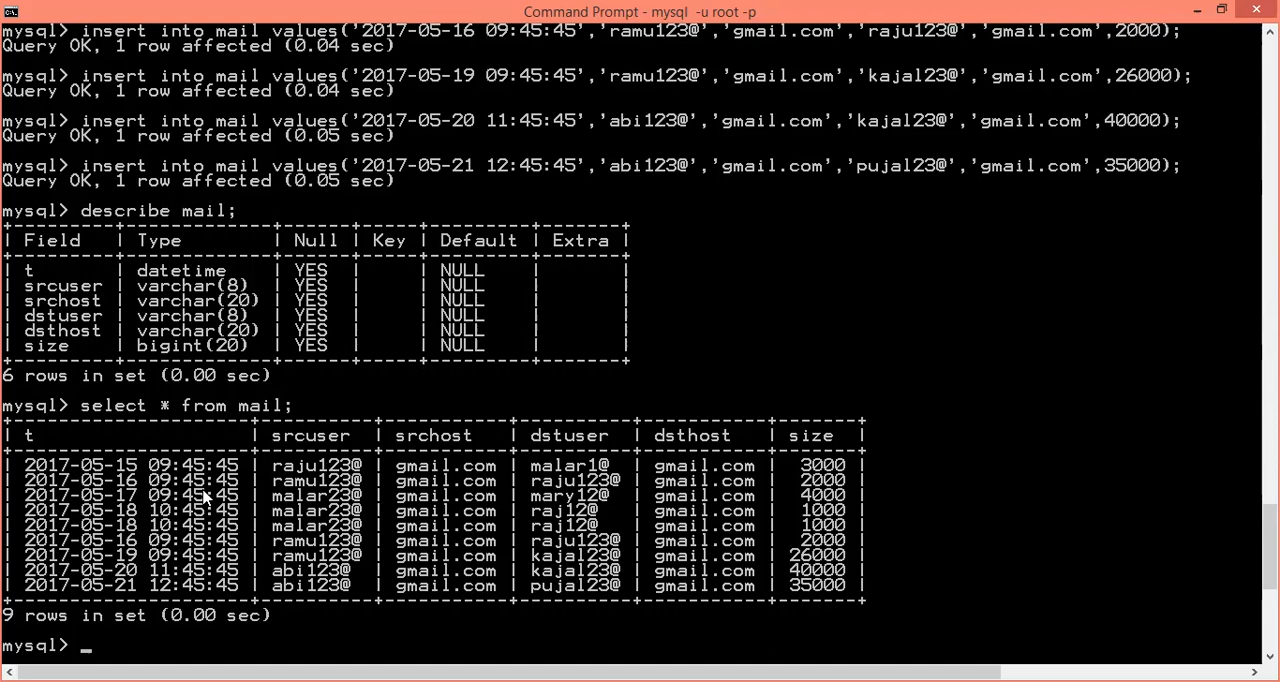 Command Prompt - mysql  -u root -p
mysql> insert into mail values('2017-05-16 09:45:45','ramu123@','gmail.com','raju123@','gmail.com',2000);
Query OK, 1 row affected (0.04 sec)
mysql> insert into mail values('2017-05-19 09:45:45','ramu123@','gmail.com','kajal23@','gmail.com',26000);
Query OK, 1 row affected (0.04 sec)
mysql> insert into mail values('2017-05-20 11:45:45','abi123@','gmail.com','kajal23@','gmail.com',40000);
Query OK, 1 row affected (0.05 sec)
mysql> insert into mail values('2017-05-21 12:45:45','abi123@','gmail.com','pujal23@','gmail.com',35000);
Query OK, 1 row affected (0.05 sec)
mysql> describe mail;
| Field | Type | Null | Key | Default | Extra |
| t | datetime | YES | | NULL | |
| srcuser | varchar(8) | YES | | NULL | |
| srchost | varchar(20) | YES | | NULL | |
| dstuser | varchar(8) | YES | | NULL | |
| dsthost | varchar(20) | YES | | NULL | |
| size | bigint(20) | YES | | NULL | |
6 rows in set (0.00 sec)
mysql> select * from mail;
| t | srcuser | srchost | dstuser | dsthost | size |
| 2017-05-15 09:45:45 | raju123@ | gmail.com | malar1@ | gmail.com | 3000 |
| 2017-05-16 09:45:45 | ramu123@ | gmail.com | raju123@ | gmail.com | 2000 |
| 2017-05-17 09:45:45 | malar23@ | gmail.com | mary12@ | gmail.com | 4000 |
| 2017-05-18 10:45:45 | malar23@ | gmail.com | raj12@ | gmail.com | 1000 |
| 2017-05-18 10:45:45 | malar23@ | gmail.com | raj12@ | gmail.com | 1000 |
| 2017-05-16 09:45:45 | ramu123@ | gmail.com | raju123@ | gmail.com | 2000 |
| 2017-05-19 09:45:45 | ramu123@ | gmail.com | kajal23@ | gmail.com | 26000 |
| 2017-05-20 11:45:45 | abi123@ | gmail.com | kajal23@ | gmail.com | 40000 |
| 2017-05-21 12:45:45 | abi123@ | gmail.com | pujal23@ | gmail.com | 35000 |
9 rows in set (0.00 sec)
mysql> _